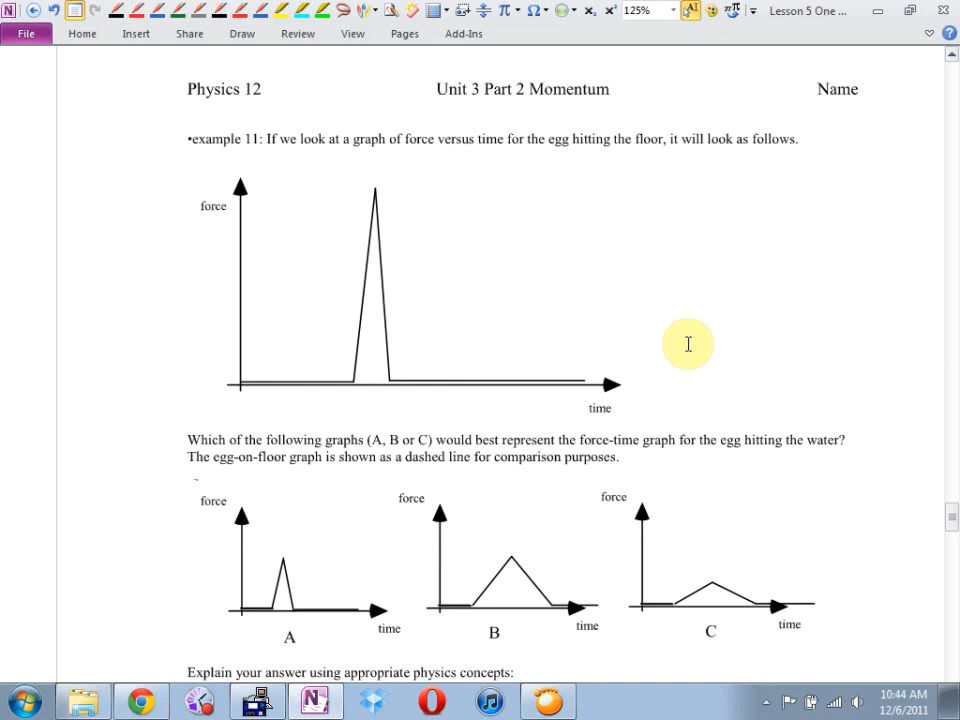 125%
Lesson 5 One ...
File Home Insert Share Draw Review View Pages Add-Ins
Physics 12 Unit 3 Part 2 Momentum Name
•example 11: If we look at a graph of force versus time for the egg hitting the floor, it will look as follows.
force
time
Which of the following graphs (A, B or C) would best represent the force-time graph for the egg hitting the water?
The egg-on-floor graph is shown as a dashed line for comparison purposes.
force force force
time time time
A B C
Explain your answer using appropriate physics concepts:
10:44 AM
12/6/2011